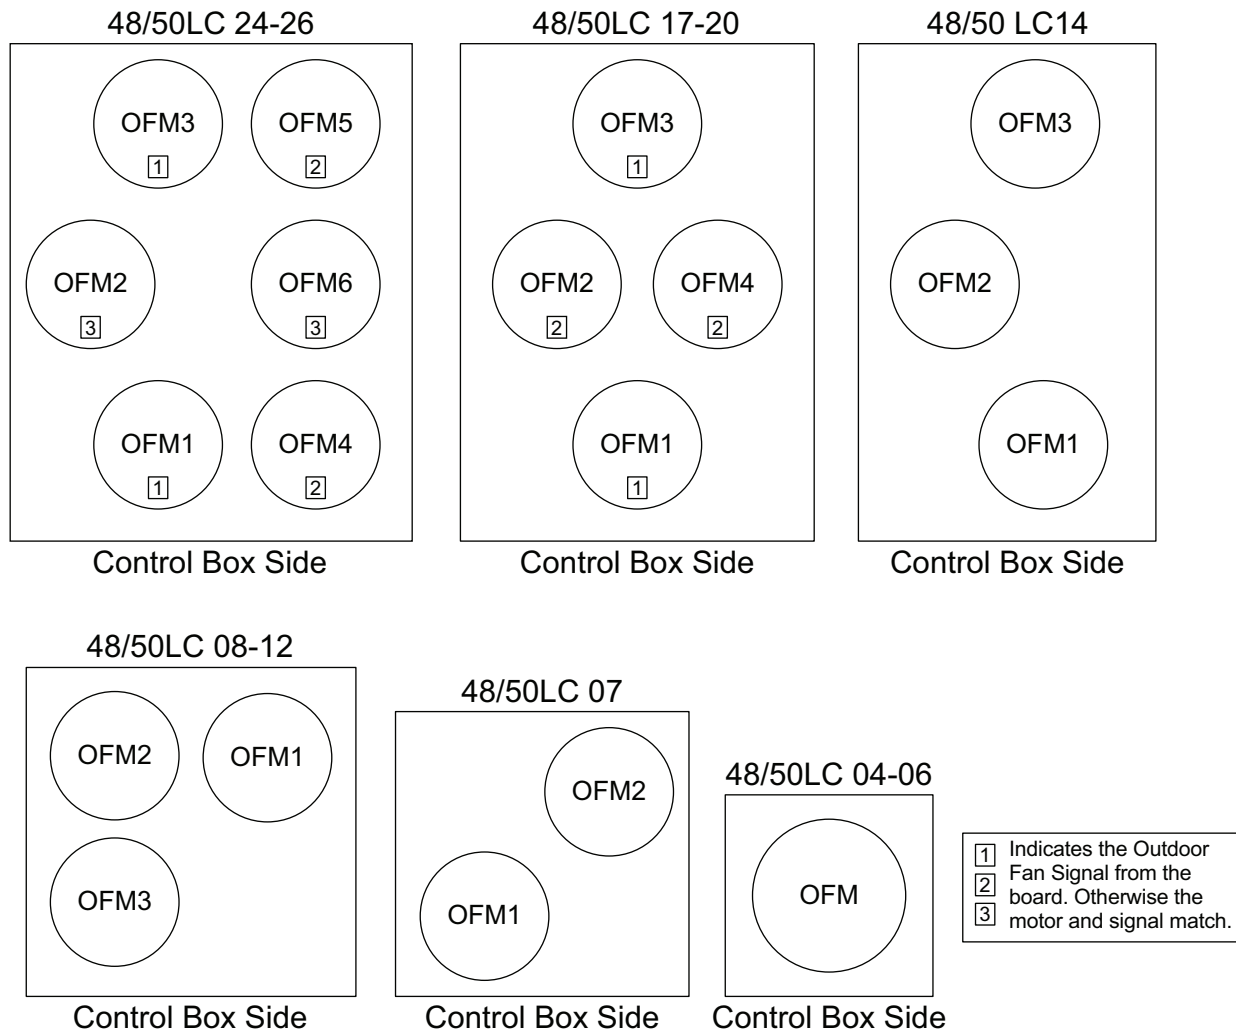 48/50LC 24-26
OFM3
1
OFM5
2
OFM2
3
OFM6
3
OFM1
1
OFM4
2
Control Box Side
48/50LC 17-20
OFM3
1
OFM2
2
OFM4
2
OFM1
1
Control Box Side
48/50 LC14
OFM3
OFM2
OFM1
Control Box Side
48/50LC 08-12
OFM2
OFM1
OFM3
Control Box Side
48/50LC 07
OFM2
OFM1
Control Box Side
48/50LC 04-06
OFM
Control Box Side
1 Indicates the Outdoor
2 Fan Signal from the
board. Otherwise the
3 motor and signal match.